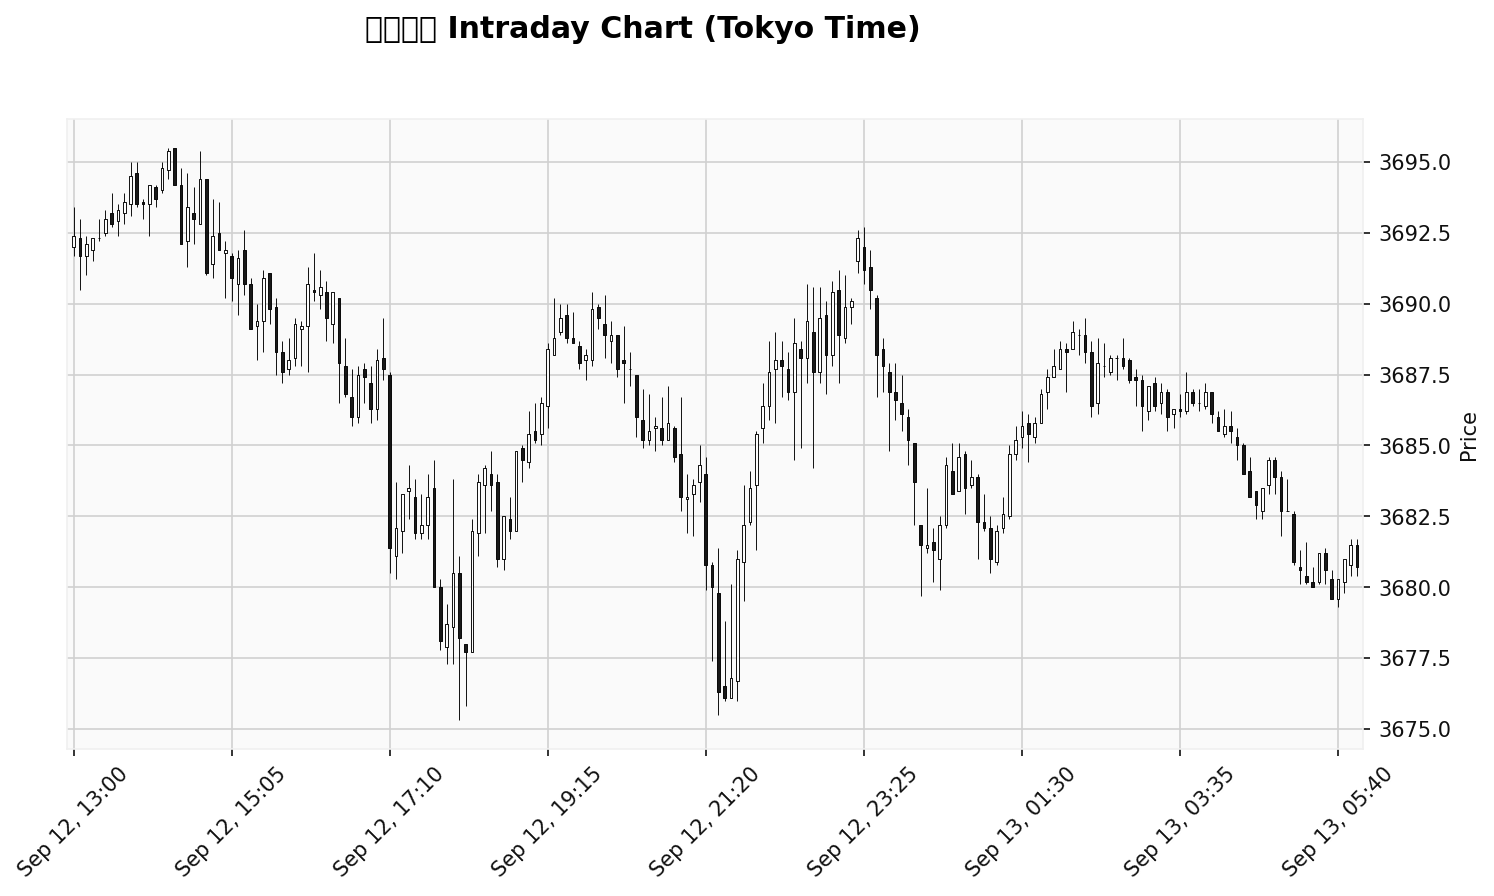 Intraday Chart (Tokyo Time)
3695.0
3692.5
3690.0
3687.5
3685.0
3682.5
3680.0
3677.5
3675.0
Price
Sep 12, 13:00
Sep 12, 15:05
Sep 12, 17:10
Sep 12, 19:15
Sep 12, 21:20
Sep 12, 23:25
Sep 13, 01:30
Sep 13, 03:35
Sep 13, 05:40